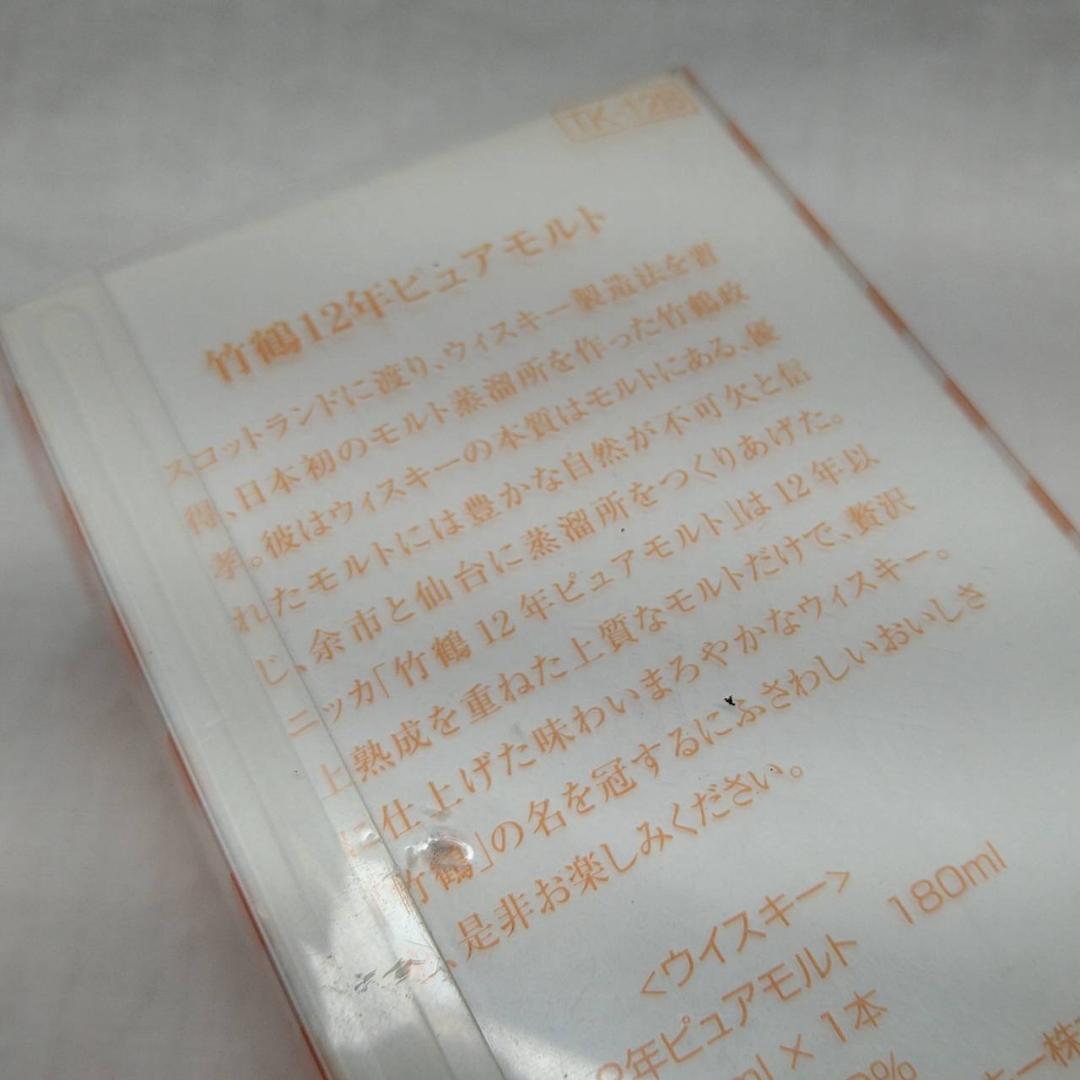 TK-12B
竹鶴12年ピュアモルト
スコットランドに渡り、ウィスキー製造法を習
得、日本初のモルト蒸溜所を作った竹鶴政
孝。彼はウィスキーの本質はモルトにある、優
れたモルトには豊かな自然が不可欠と信
じ、余市と仙台に蒸溜所をつくりあげた。
ニッカ「竹鶴12年ピュアモルト」は12年以
上熟成を重ねた上質なモルトだけで、贅沢
に仕上げた味わいまろやかなウィスキー。
「竹鶴」の名を冠するにふさわしいおいしさ
を、是非お楽しみください。
<ウイスキー>
年ピュアモルト 180ml
ml × 1本
%
ー株